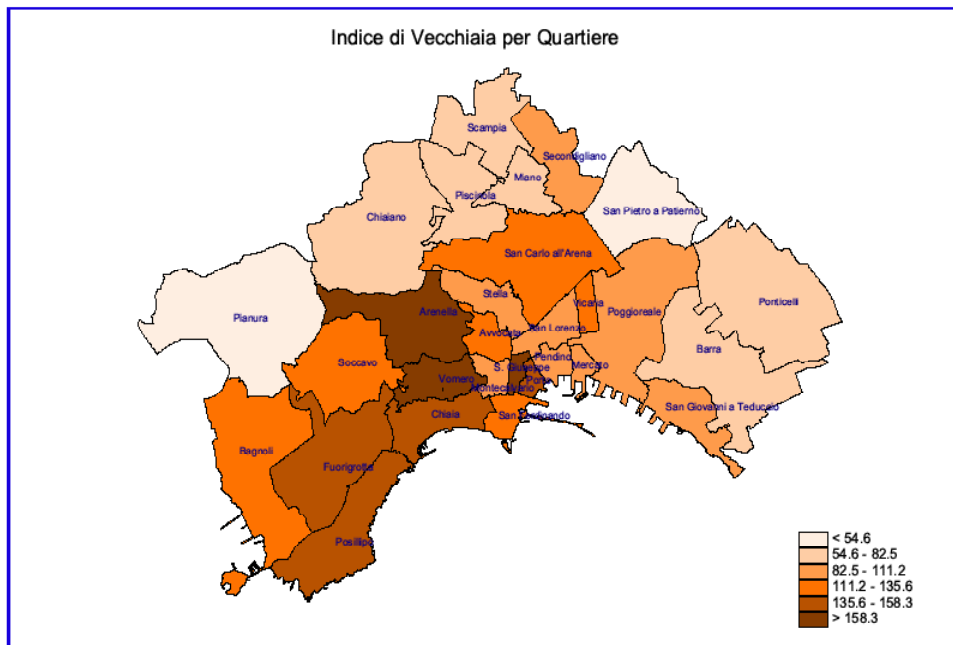 Indice di Vecchiaia per Quartiere
Scampia
Secondigliano
Miano
Piscinola
San Pietro a Patierno
Chiaiano
San Carlo all'Arena
Stella
Vicaria
Ponticelli
Arenella
Poggioreale
Pianura
Avvocata
San Lorenzo
Barra
Soccavo
Pendino
S. Giuseppe
Mercato
Vomero
Porto
Montecalvario
San Giovanni a Teduccio
Chiaia
San Ferdinando
Bagnoli
Fuorigrotta
Posillipo
< 54.6
54.6 - 82.5
82.5 - 111.2
111.2 - 135.6
135.6 - 158.3
> 158.3